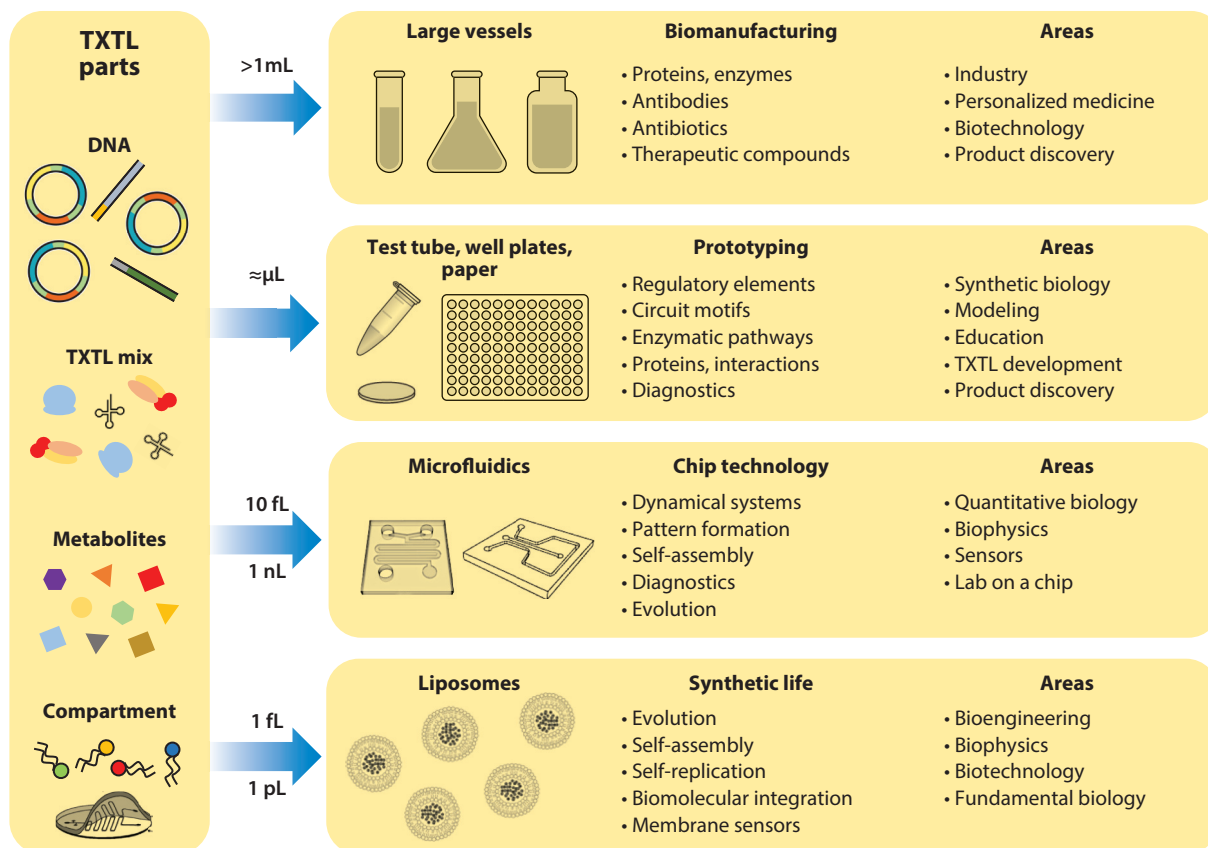 TXTL
parts
DNA
TXTL mix
Metabolites
Compartment
>1mL
Large vessels
Biomanufacturing
• Proteins, enzymes
• Antibodies
• Antibiotics
• Therapeutic compounds
Areas
• Industry
• Personalized medicine
• Biotechnology
• Product discovery
≈μL
Test tube, well plates,
paper
Prototyping
• Regulatory elements
• Circuit motifs
• Enzymatic pathways
• Proteins, interactions
• Diagnostics
Areas
• Synthetic biology
• Modeling
• Education
• TXTL development
• Product discovery
10 fL
1 nL
Microfluidics
Chip technology
• Dynamical systems
• Pattern formation
• Self-assembly
• Diagnostics
• Evolution
Areas
• Quantitative biology
• Biophysics
• Sensors
• Lab on a chip
1 fL
1 pL
Liposomes
Synthetic life
• Evolution
• Self-assembly
• Self-replication
• Biomolecular integration
• Membrane sensors
Areas
• Bioengineering
• Biophysics
• Biotechnology
• Fundamental biology